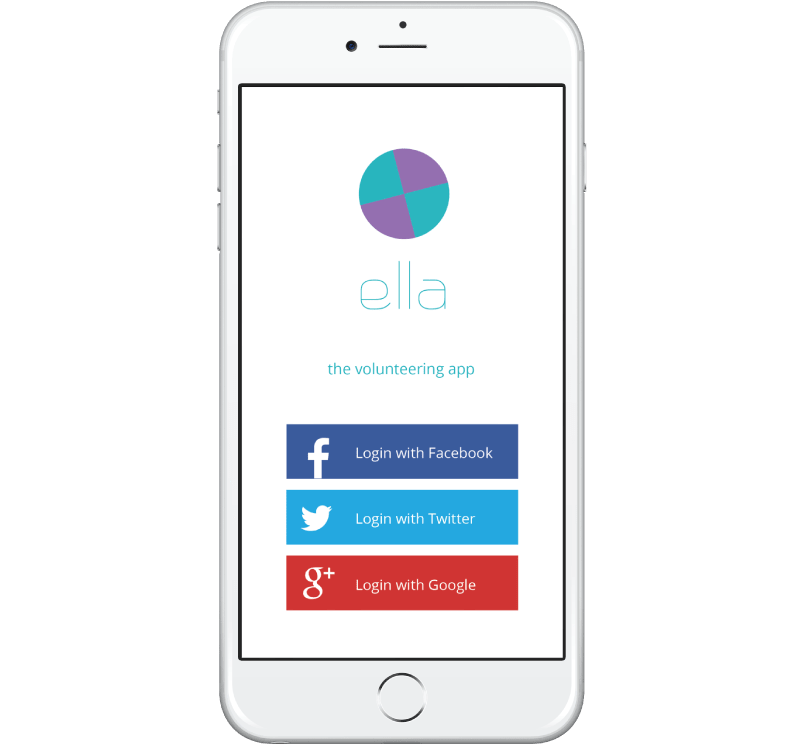 ella
the volunteering app
Login with Facebook
Login with Twitter
g+ Login with Google